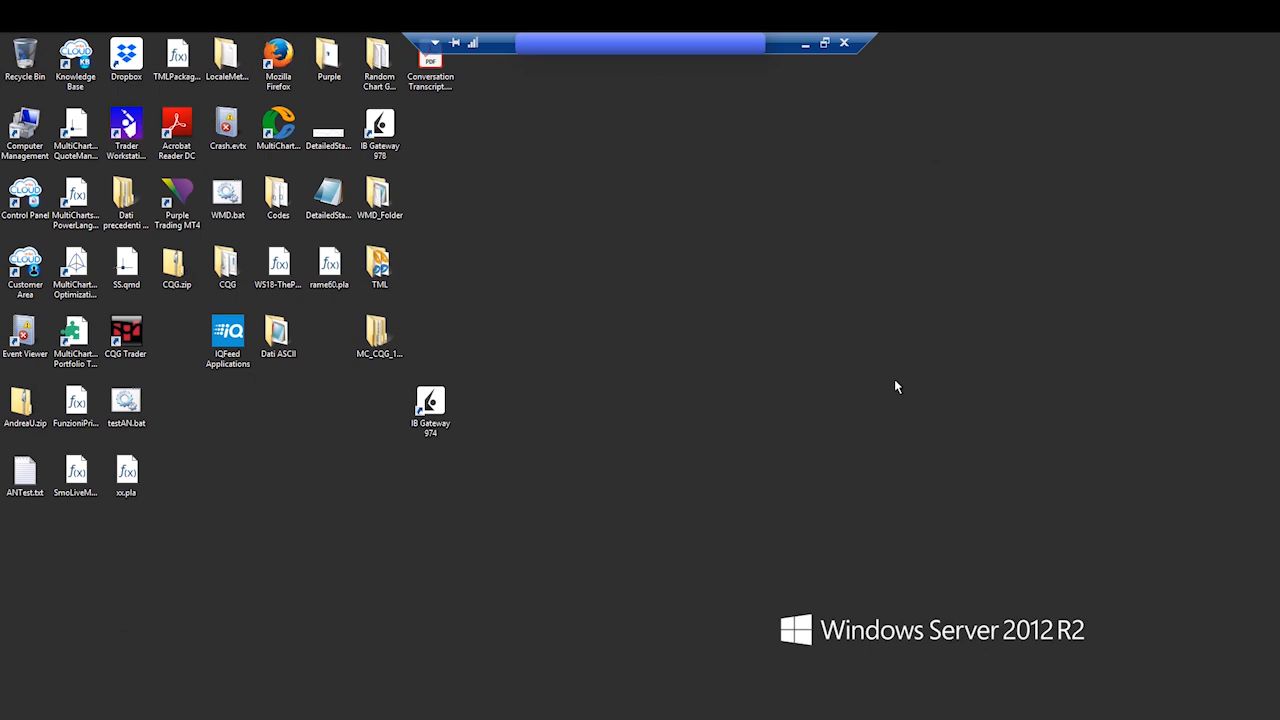 Recycle Bin
Knowledge
Base
Dropbox
TMLPackag...
LocaleMet...
Mozilla
Firefox
Purple
Random
Chart G...
Conversation
Transcript....
Computer
Management
MultiChart...
QuoteMan...
Trader
Workstati...
Acrobat
Reader DC
Crash.evtx
MultiChart...
DetailedSta...
IB Gateway
978
Control Panel
MultiCharts...
PowerLang...
Dati
precedenti ...
Purple
Trading MT4
WMD.bat
Codes
DetailedSta...
WMD_Folder
Customer
Area
MultiChart...
Optimizati...
SS.qmd
CQG.zip
CQG
WS18-TheP...
rame60.pla
TML
Event Viewer
MultiChart...
Portfolio T...
CQG Trader
IQFeed
Applications
Dati ASCII
MC_CQG_1...
AndreaU.zip
FunzioniPri...
testAN.bat
IB Gateway
974
ANTest.txt
SmoLiveM...
xx.pla
Windows Server 2012 R2